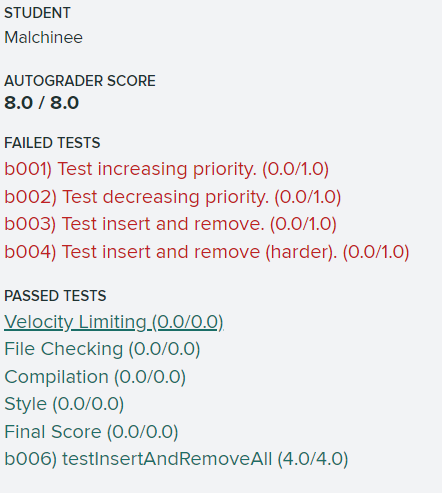 STUDENT
Malchinee
AUTOGRADER SCORE
8.0 / 8.0
FAILED TESTS
b001) Test increasing priority. (0.0/1.0)
b002) Test decreasing priority. (0.0/1.0)
b003) Test insert and remove. (0.0/1.0)
b004) Test insert and remove (harder). (0.0/1.0)
PASSED TESTS
Velocity Limiting (0.0/0.0)
File Checking (0.0/0.0)
Compilation (0.0/0.0)
Style (0.0/0.0)
Final Score (0.0/0.0)
b006) testInsertAndRemoveAll (4.0/4.0)